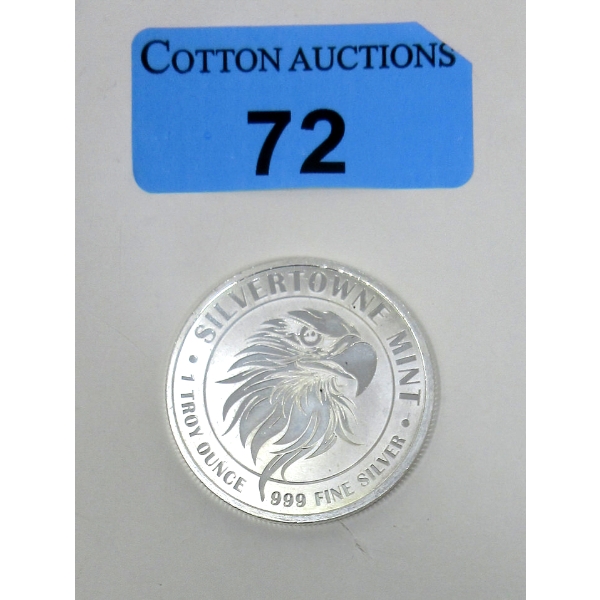 COTTON AUCTIONS
72
• SILVERTOWNE MINT •
1 TROY OUNCE 999 FINE SILVER